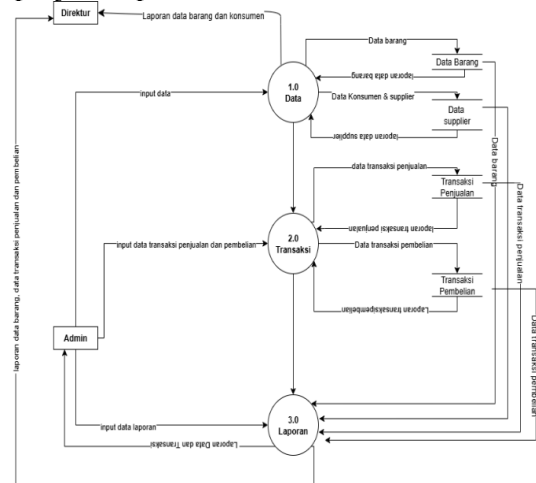 Direktur
Laporan data barang dan konsumen
Data barang
Data Barang
laporan data barang
1.0
Data
input data
Data Konsumen & supplier
Data
supplier
laporan data supplier
Data barang
data transaksi penjualan
Transaksi
Penjualan
laporan transaksi penjualan
Data transaksi penjualan
2.0
Transaksi
input data transaksi penjualan dan pembelian
Data transaksi pembelian
Transaksi
Pembelian
Laporan transaksipembelian
laporan data barang, data transaksi penjualan dan pembelian
Data transaksi pembelian
Admin
3.0
Laporan
input data laporan
Laporan Data dan Transaksi